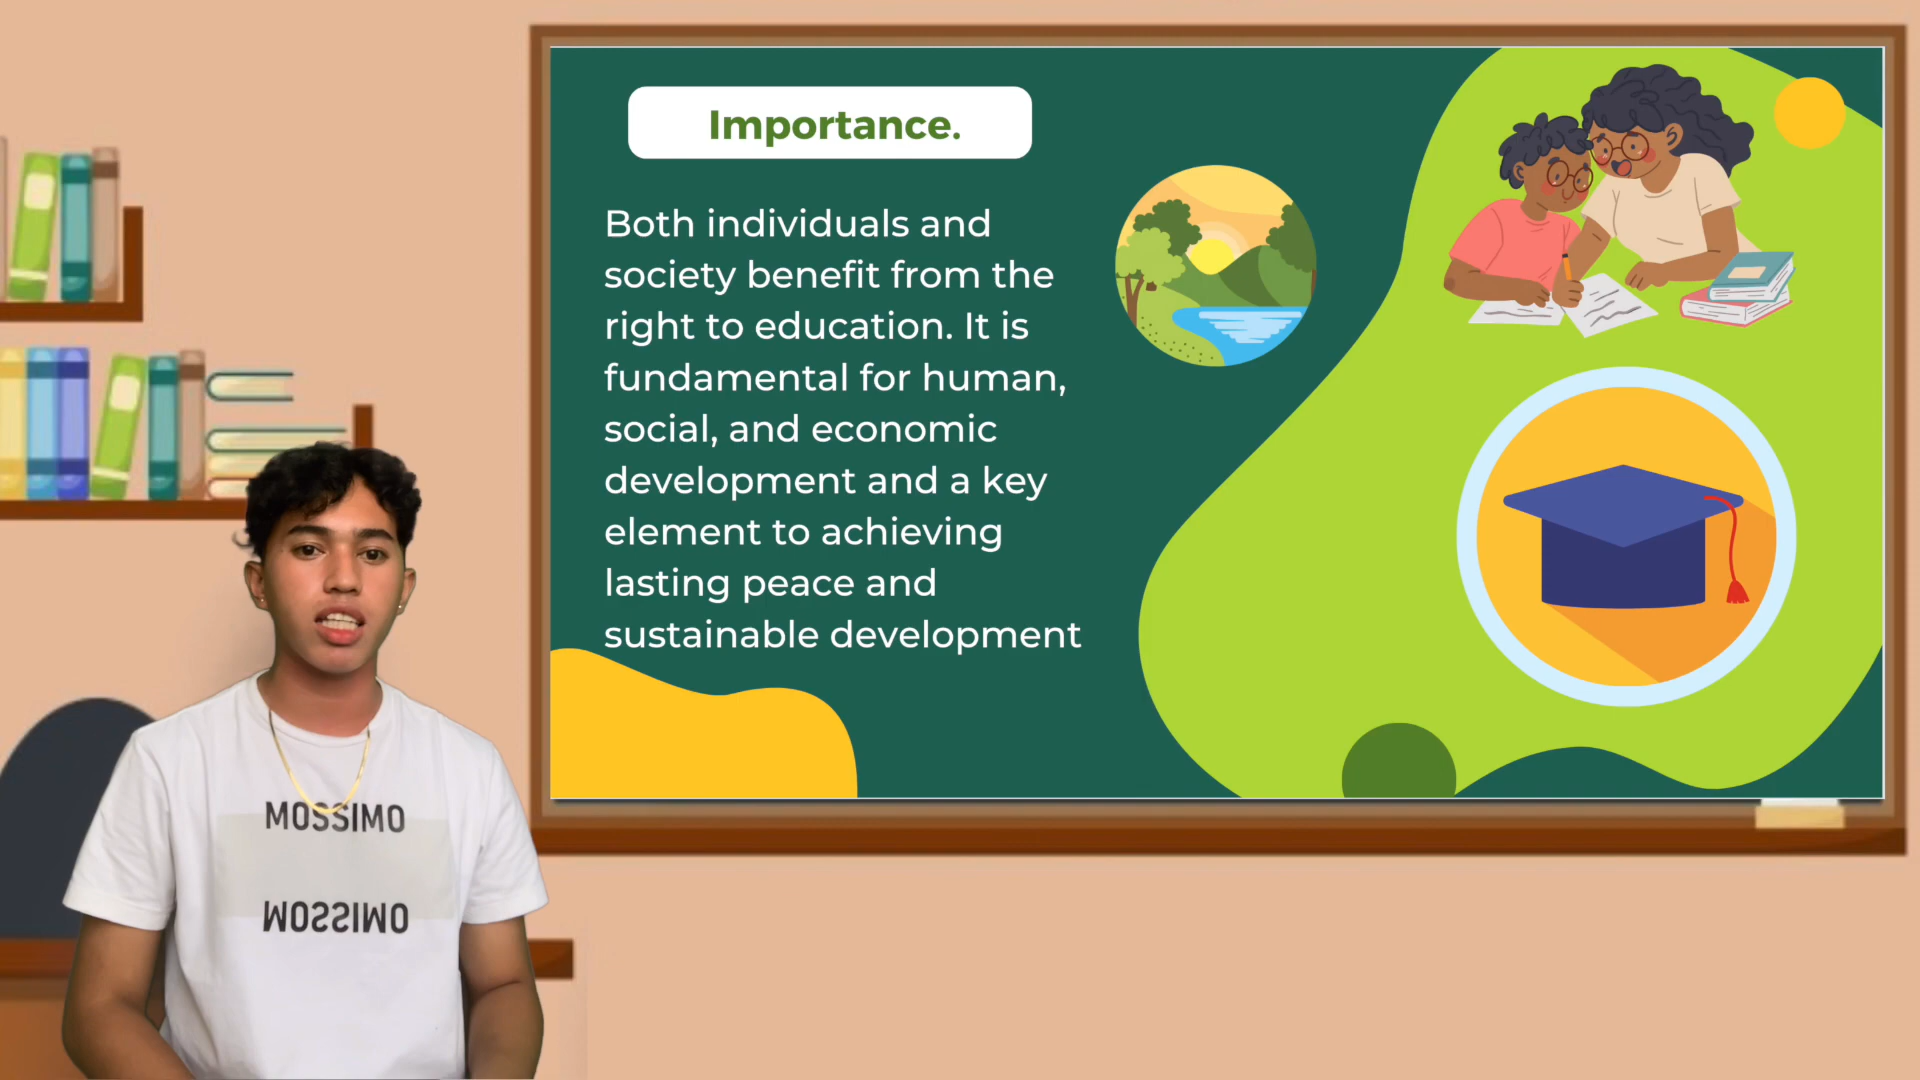 Importance.
Both individuals and
society benefit from the
right to education. It is
fundamental for human,
social, and economic
development and a key
element to achieving
lasting peace and
sustainable development
MOSSIMO
MOSSIMO